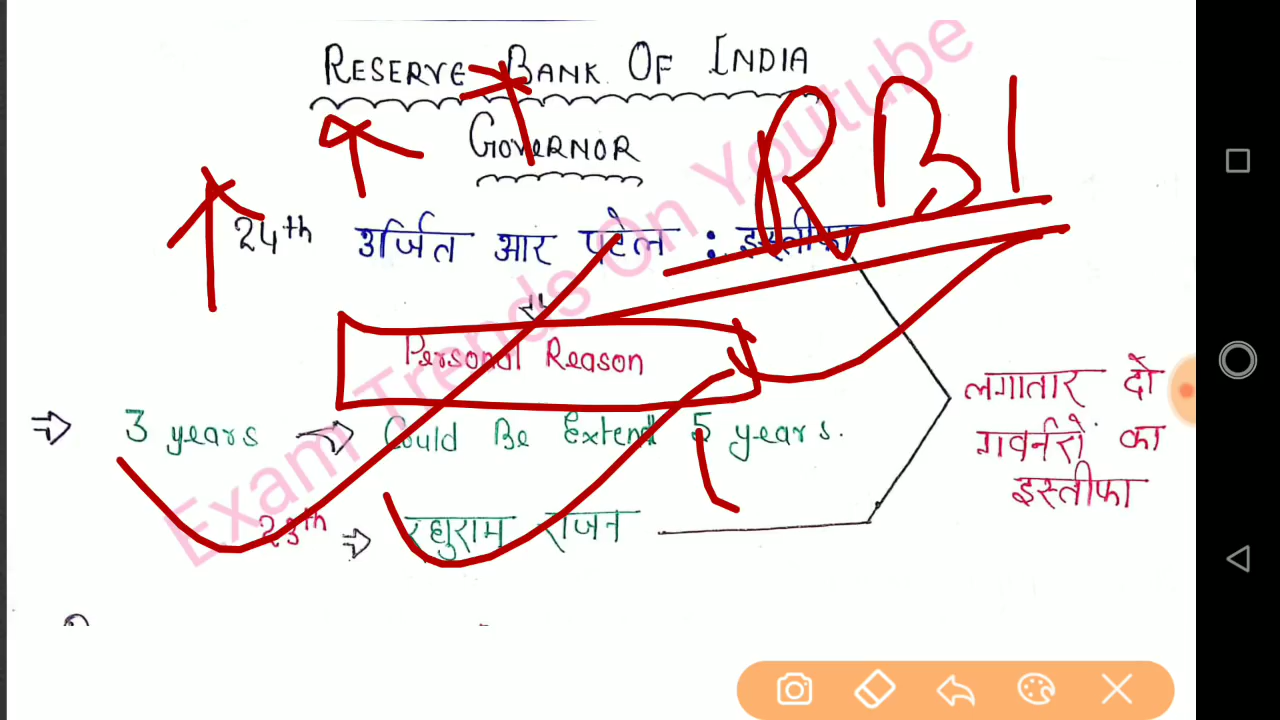 RESERVE BANK OF INDIA
GOVERNOR
RBI
24th उर्जित आर पटेल : इस्तीफा
Personal Reason
3 years Could Be Extend 5 years.
23th रघुराम राजन
लगातार दो
गवर्नरों का
इस्तीफा
Exam Trends On Youtube